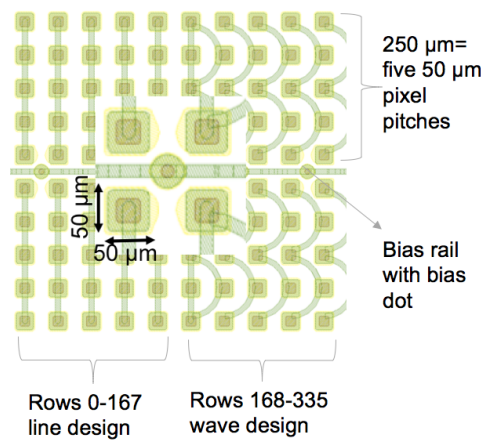 250 µm=
five 50 µm
pixel
pitches
50 µm
50 µm
Bias rail
with bias
dot
Rows 0-167
line design
Rows 168-335
wave design